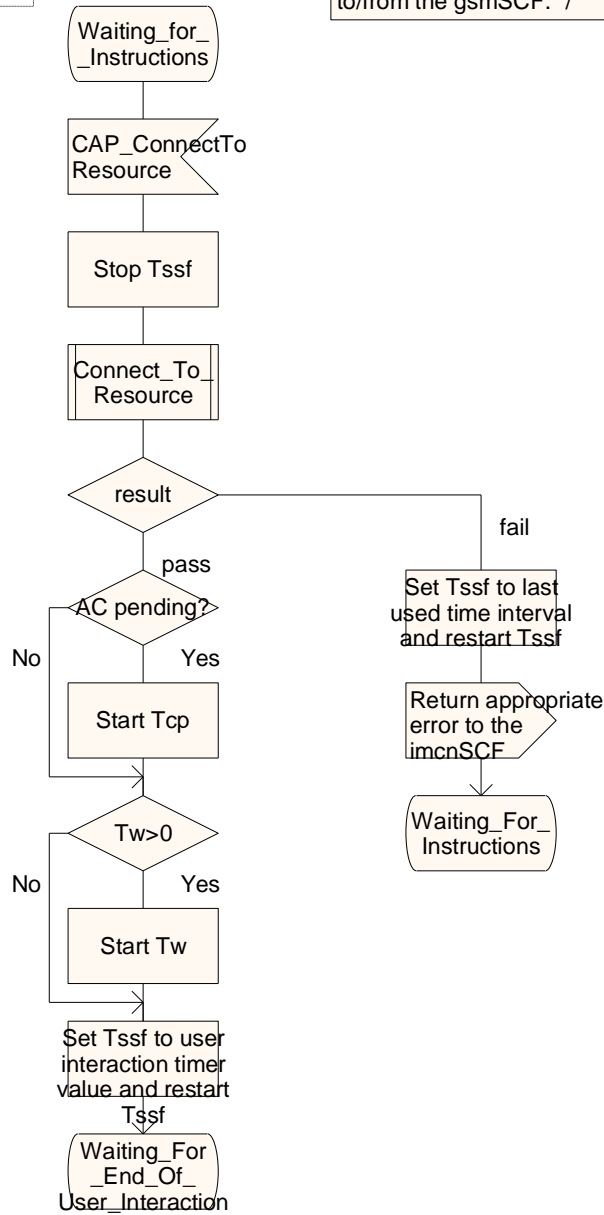 to/from the gsmSCF. */
Waiting_for_
_Instructions
CAP_ConnectTo
Resource
Stop Tssf
Connect_To_
Resource
result
fail
pass
Set Tssf to last
used time interval
and restart Tssf
AC pending?
No
Yes
Return appropriate
error to the
imcnSCF
Start Tcp
Waiting_For_
Instructions
Tw>0
No
Yes
Start Tw
Set Tssf to user
interaction timer
value and restart
Tssf
Waiting_For
_End_Of_
User_Interaction